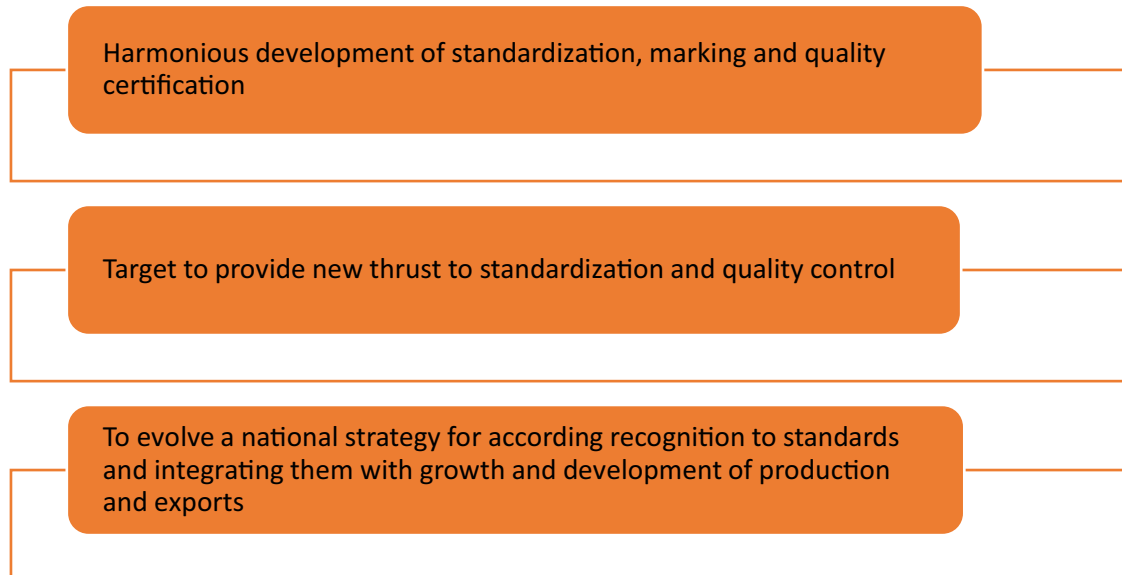 Harmonious development of standardization, marking and quality
certification
Target to provide new thrust to standardization and quality control
To evolve a national strategy for according recognition to standards
and integrating them with growth and development of production
and exports